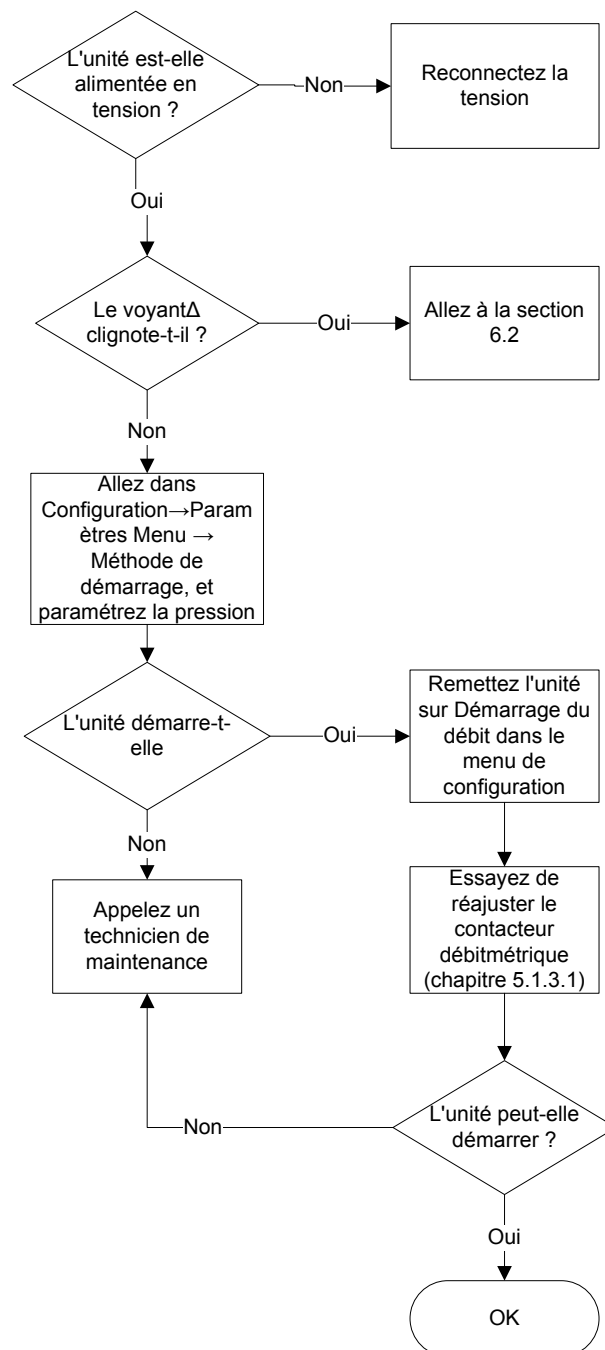 L'unité est-elle
alimentée en
tension ?
Non
Reconnectez la
tension
Oui
Le voyantΔ
clignote-t-il ?
Oui
Allez à la section
6.2
Non
Allez dans
Configuration→Param
ètres Menu →
Méthode de
démarrage, et
paramétrez la pression
L'unité démarre-t-
elle
Oui
Remettez l'unité
sur Démarrage du
débit dans le
menu de
configuration
Non
Appelez un
technicien de
maintenance
Essayez de
réajuster le
contacteur
débitmétrique
(chapitre 5.1.3.1)
L'unité peut-elle
démarrer ?
Non
Oui
OK